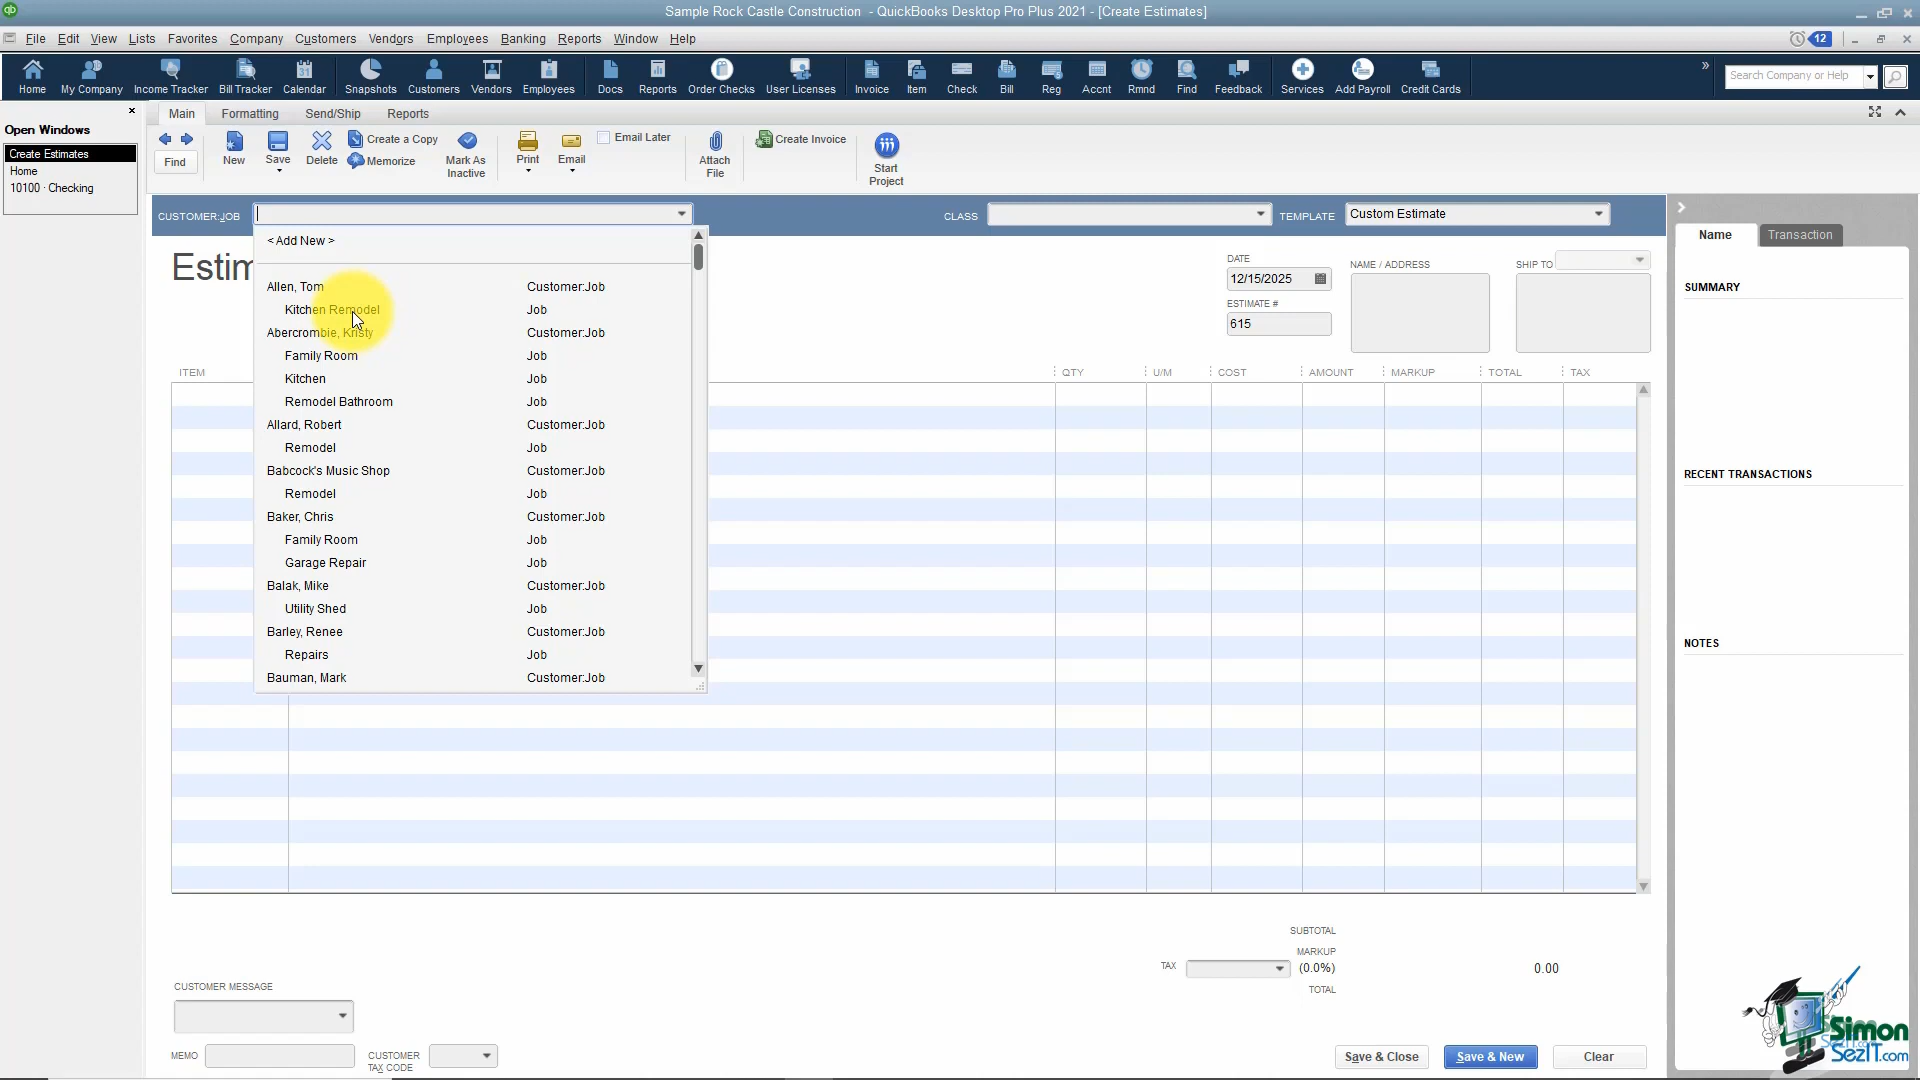 Sample Rock Castle Construction - QuickBooks Desktop Pro Plus 2021 - [Create Estimates]
File Edit View Lists Favorites Company Customers Vendors Employees Banking Reports Window Help
12
Home My Company Income Tracker Bill Tracker Calendar Snapshots Customers Vendors Employees Docs Reports Order Checks User Licenses Invoice Item Check Bill Reg Accnt Rmnd Find Feedback Services Add Payroll Credit Cards
Search Company or Help
Open Windows
Create Estimates
Home
10100 · Checking
Main Formatting Send/Ship Reports
Find New Save Delete
Create a Copy
Memorize
Mark As
Inactive
Print Email
Email Later
Attach
File
Create Invoice
Start
Project
CUSTOMER:JOB
CLASS
TEMPLATE Custom Estimate
Estim
< Add New >
Allen, Tom Customer:Job
Kitchen Remodel Job
Abercrombie, Kristy Customer:Job
Family Room Job
Kitchen Job
Remodel Bathroom Job
Allard, Robert Customer:Job
Remodel Job
Babcock's Music Shop Customer:Job
Remodel Job
Baker, Chris Customer:Job
Family Room Job
Garage Repair Job
Balak, Mike Customer:Job
Utility Shed Job
Barley, Renee Customer:Job
Repairs Job
Bauman, Mark Customer:Job
DATE
12/15/2025
ESTIMATE #
615
NAME / ADDRESS
SHIP TO
ITEM QTY U/M COST AMOUNT MARKUP TOTAL TAX
SUBTOTAL
MARKUP
TAX (0.0%) 0.00
TOTAL
CUSTOMER MESSAGE
MEMO
CUSTOMER
TAX CODE
Save & Close Save & New Clear
Name Transaction
SUMMARY
RECENT TRANSACTIONS
NOTES
Simon
SezIT.com